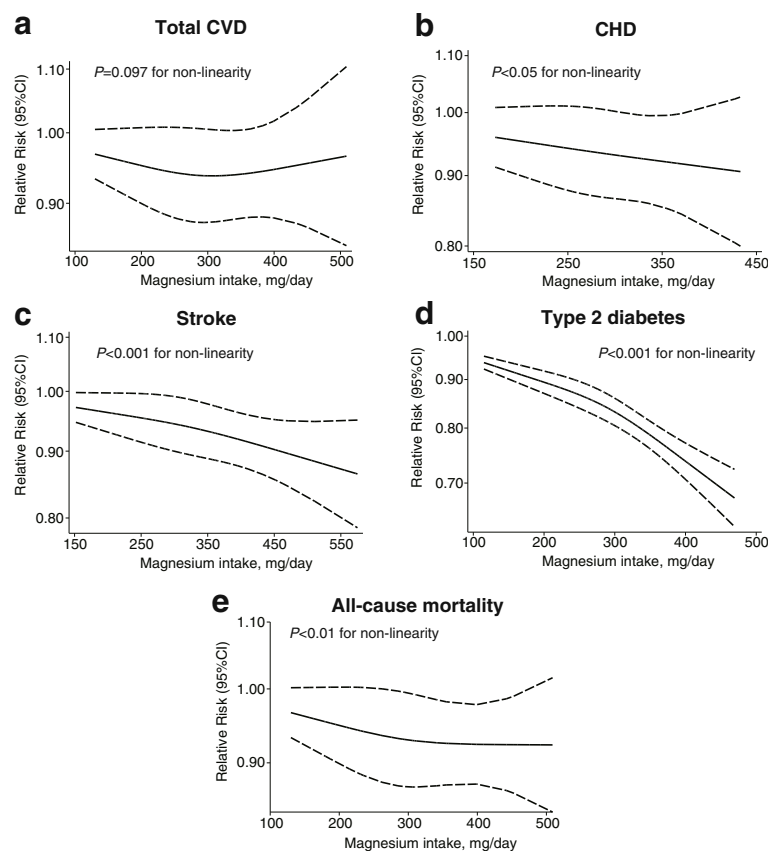 a
Total CVD
P=0.097 for non-linearity
Relative Risk (95%CI)
1.10
1.00
0.90
100 200 300 400 500
Magnesium intake, mg/day
b
CHD
P<0.05 for non-linearity
Relative Risk (95%CI)
1.10
1.00
0.90
0.80
150 250 350 450
Magnesium intake, mg/day
c
Stroke
P<0.001 for non-linearity
Relative Risk (95%CI)
1.10
1.00
0.90
0.80
150 250 350 450 550
Magnesium intake, mg/day
d
Type 2 diabetes
P<0.001 for non-linearity
Relative Risk (95%CI)
1.00
0.90
0.80
0.70
100 200 300 400 500
Magnesium intake, mg/day
e
All-cause mortality
P<0.01 for non-linearity
Relative Risk (95%CI)
1.10
1.00
0.90
100 200 300 400 500
Magnesium intake, mg/day